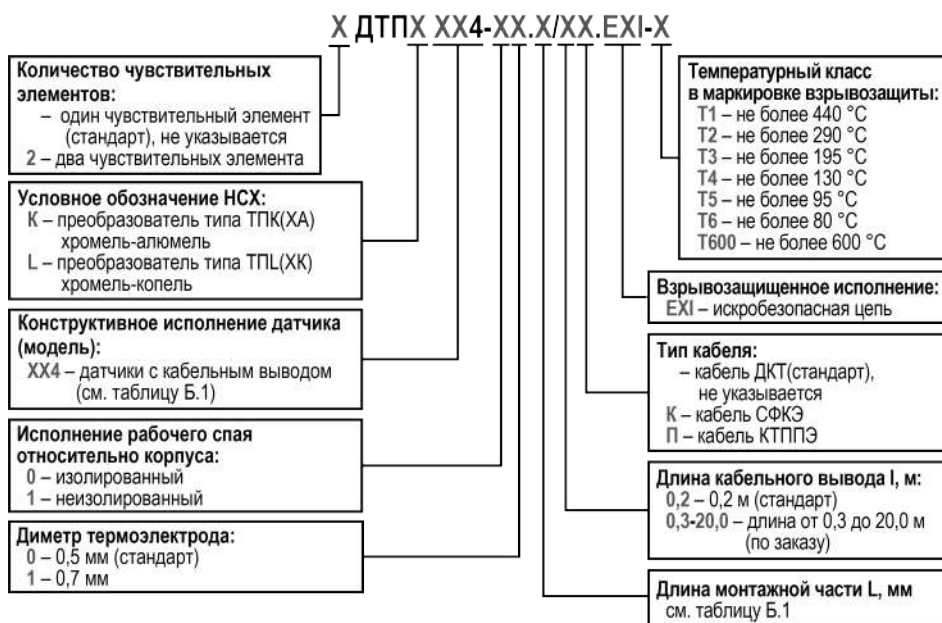 Х ДТПХ ХХ4-ХХ.Х/ХХ.EXI-Х
Количество чувствительных
элементов:
– один чувствительный элемент
(стандарт), не указывается
2 – два чувствительных элемента
Условное обозначение НСХ:
К – преобразователь типа ТПК(ХА)
хромель-алюмель
L – преобразователь типа ТПL(ХК)
хромель-копель
Конструктивное исполнение датчика
(модель):
ХХ4 – датчики с кабельным выводом
(см. таблицу Б.1)
Исполнение рабочего спая
относительно корпуса:
0 – изолированный
1 – неизолированный
Диметр термоэлектрода:
0 – 0,5 мм (стандарт)
1 – 0,7 мм
Температурный класс
в маркировке взрывозащиты:
Т1 – не более 440 °С
Т2 – не более 290 °С
Т3 – не более 195 °С
Т4 – не более 130 °С
Т5 – не более 95 °С
Т6 – не более 80 °С
Т600 – не более 600 °С
Взрывозащищенное исполнение:
EXI – искробезопасная цепь
Тип кабеля:
– кабель ДКТ(стандарт),
не указывается
К – кабель СФКЭ
П – кабель КТППЭ
Длина кабельного вывода l, м:
0,2 – 0,2 м (стандарт)
0,3-20,0 – длина от 0,3 до 20,0 м
(по заказу)
Длина монтажной части L, мм
см. таблицу Б.1